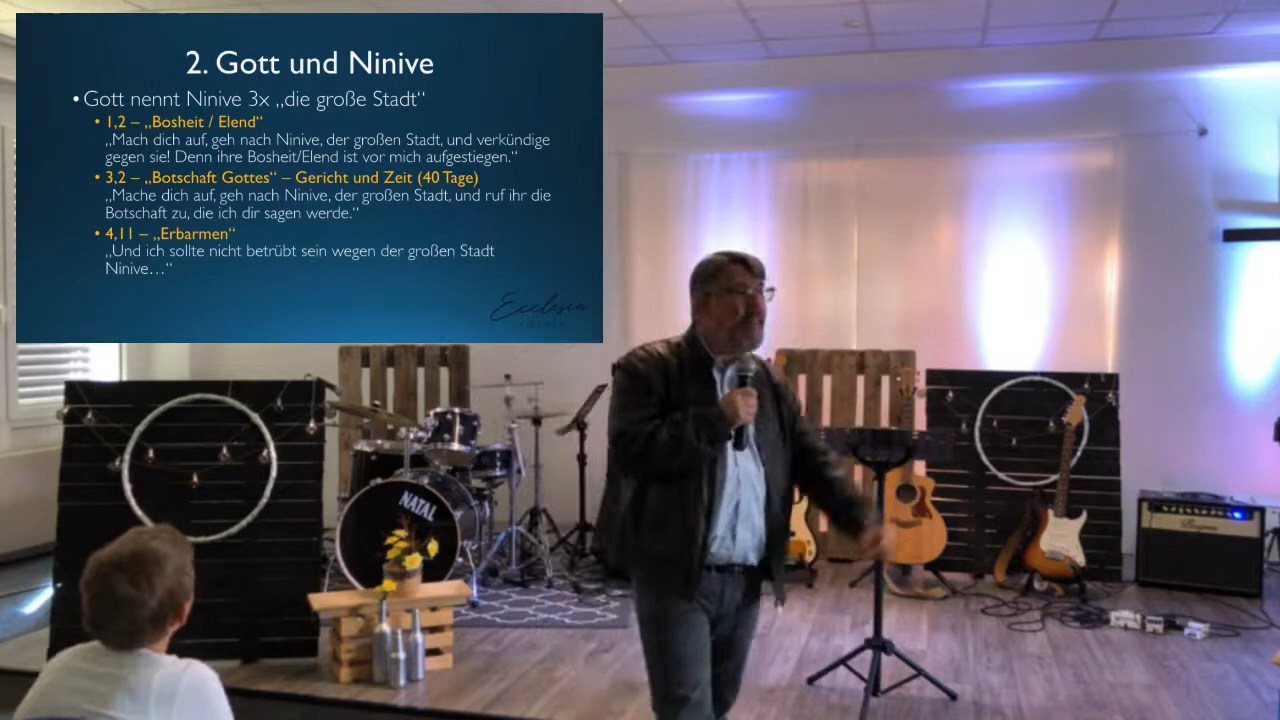 2. Gott und Ninive
• Gott nennt Ninive 3x „die große Stadt“
• 1,2 – „Bosheit / Elend“
„Mach dich auf, geh nach Ninive, der großen Stadt, und verkündige
gegen sie! Denn ihre Bosheit/Elend ist vor mich aufgestiegen.“
• 3,2 – „Botschaft Gottes“ – Gericht und Zeit (40 Tage)
„Mache dich auf, geh nach Ninive, der großen Stadt, und ruf ihr die
Botschaft zu, die ich dir sagen werde.“
• 4,11 – „Erbarmen“
„Und ich sollte nicht betrübt sein wegen der großen Stadt
Ninive…“
Ecclesia
NATAL